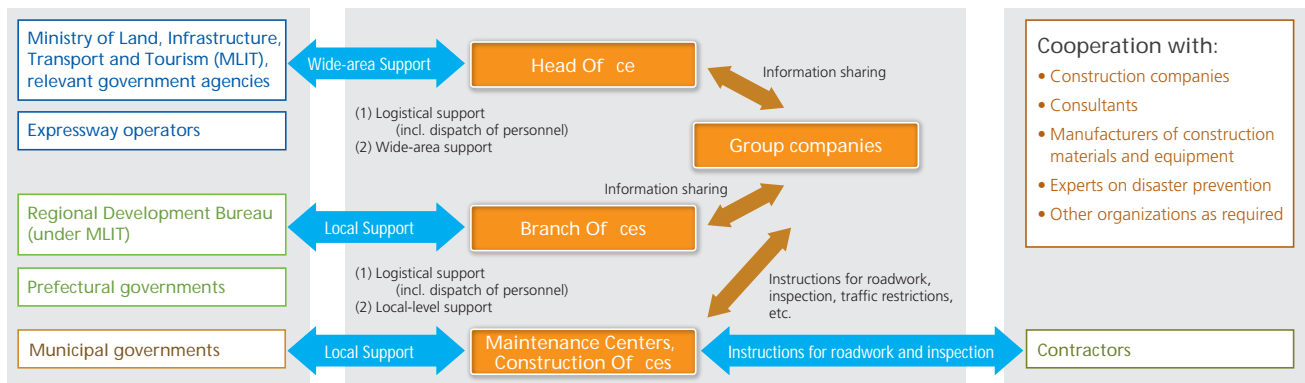 Ministry of Land, Infrastructure,
Transport and Tourism (MLIT),
relevant government agencies
Expressway operators
Regional Development Bureau
(under MLIT)
Prefectural governments
Municipal governments
Wide-area Support
Local Support
Local Support
Head Of ce
(1) Logistical support
(incl. dispatch of personnel)
(2) Wide-area support
Information sharing
Group companies
Information sharing
Branch Of ces
(1) Logistical support
(incl. dispatch of personnel)
(2) Local-level support
Instructions for roadwork,
inspection, traffic restrictions,
etc.
Maintenance Centers,
Construction Of ces
Instructions for roadwork and inspection
Cooperation with:
• Construction companies
• Consultants
• Manufacturers of construction
materials and equipment
• Experts on disaster prevention
• Other organizations as required
Contractors